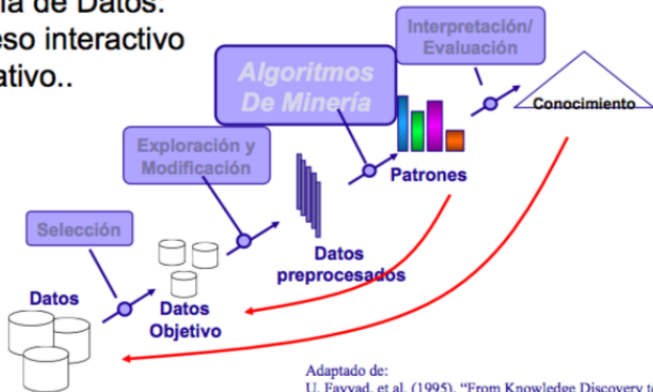 ía de Datos:
eso interactivo
ativo..
Interpretación/
Evaluación
Algoritmos
De Minería
Conocimiento
Exploración y
Modificación
Patrones
Selección
Datos
preprocesados
Datos
Datos
Objetivo
Adaptado de:
U. Fayyad, et al. (1995), "From Knowledge Discovery to